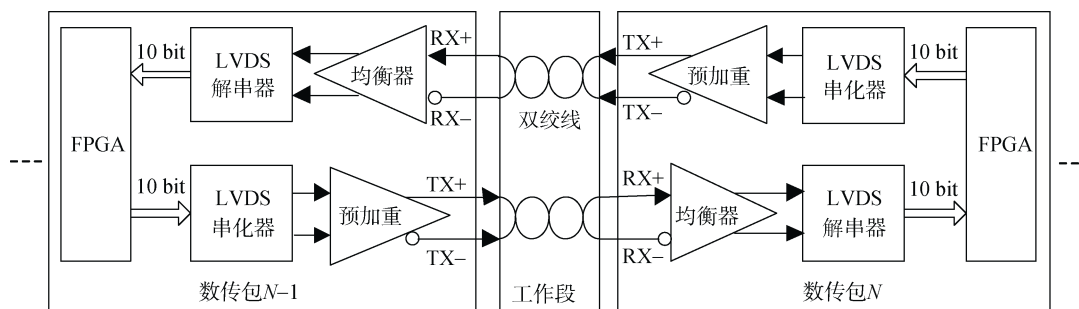 10 bit
LVDS
解串器
均衡器
RX+
RX−
TX+
TX−
预加重
LVDS
串化器
10 bit
FPGA
双绞线
FPGA
10 bit
LVDS
串化器
预加重
TX+
TX−
RX+
RX−
均衡器
LVDS
解串器
10 bit
数传包N−1
工作段
数传包N